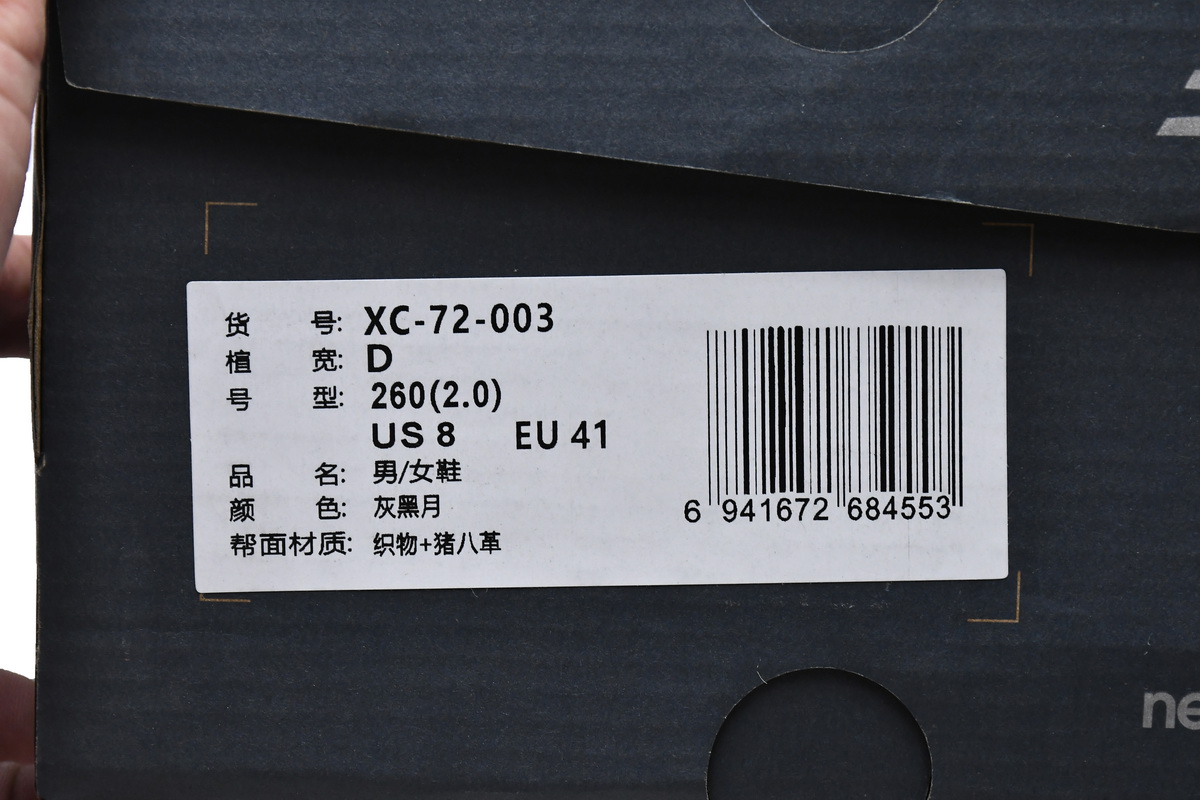 货 号: XC-72-003
楦 宽: D
号 型: 260(2.0)
US 8 EU 41
品 名: 男/女鞋
颜 色: 灰黑月
帮面材质: 织物+猪八革
6 941672 684553
ne